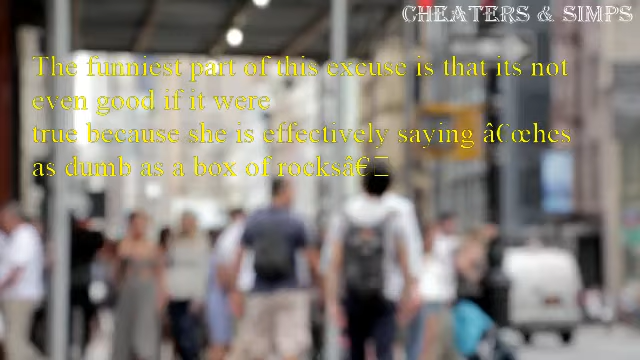 CHEATERS & SIMPS
The funniest part of this excuse is that its not
even good if it were
true because she is effectively saying â€œhes
as dumb as a box of rocksâ€